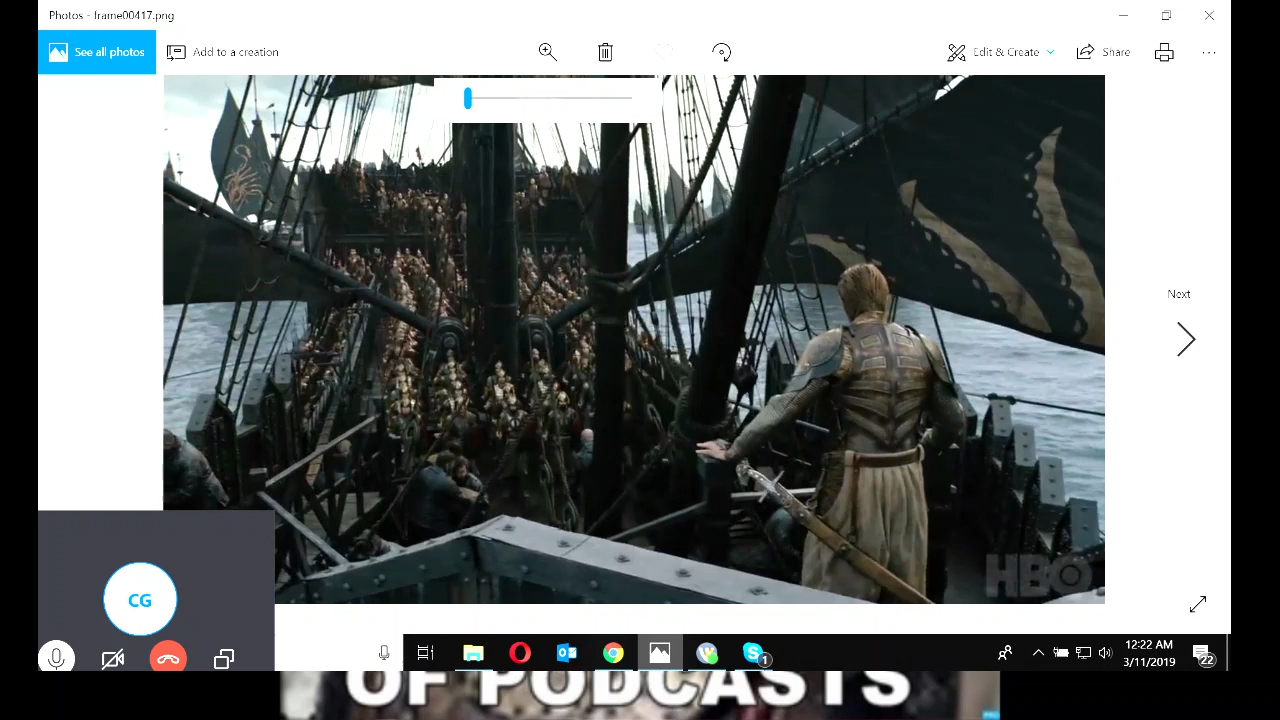 Photos - frame00417.png
See all photos
Add to a creation
Edit & Create
Share
Next
HBO
CG
12:22 AM
3/11/2019
22
1
OF PODCASTS